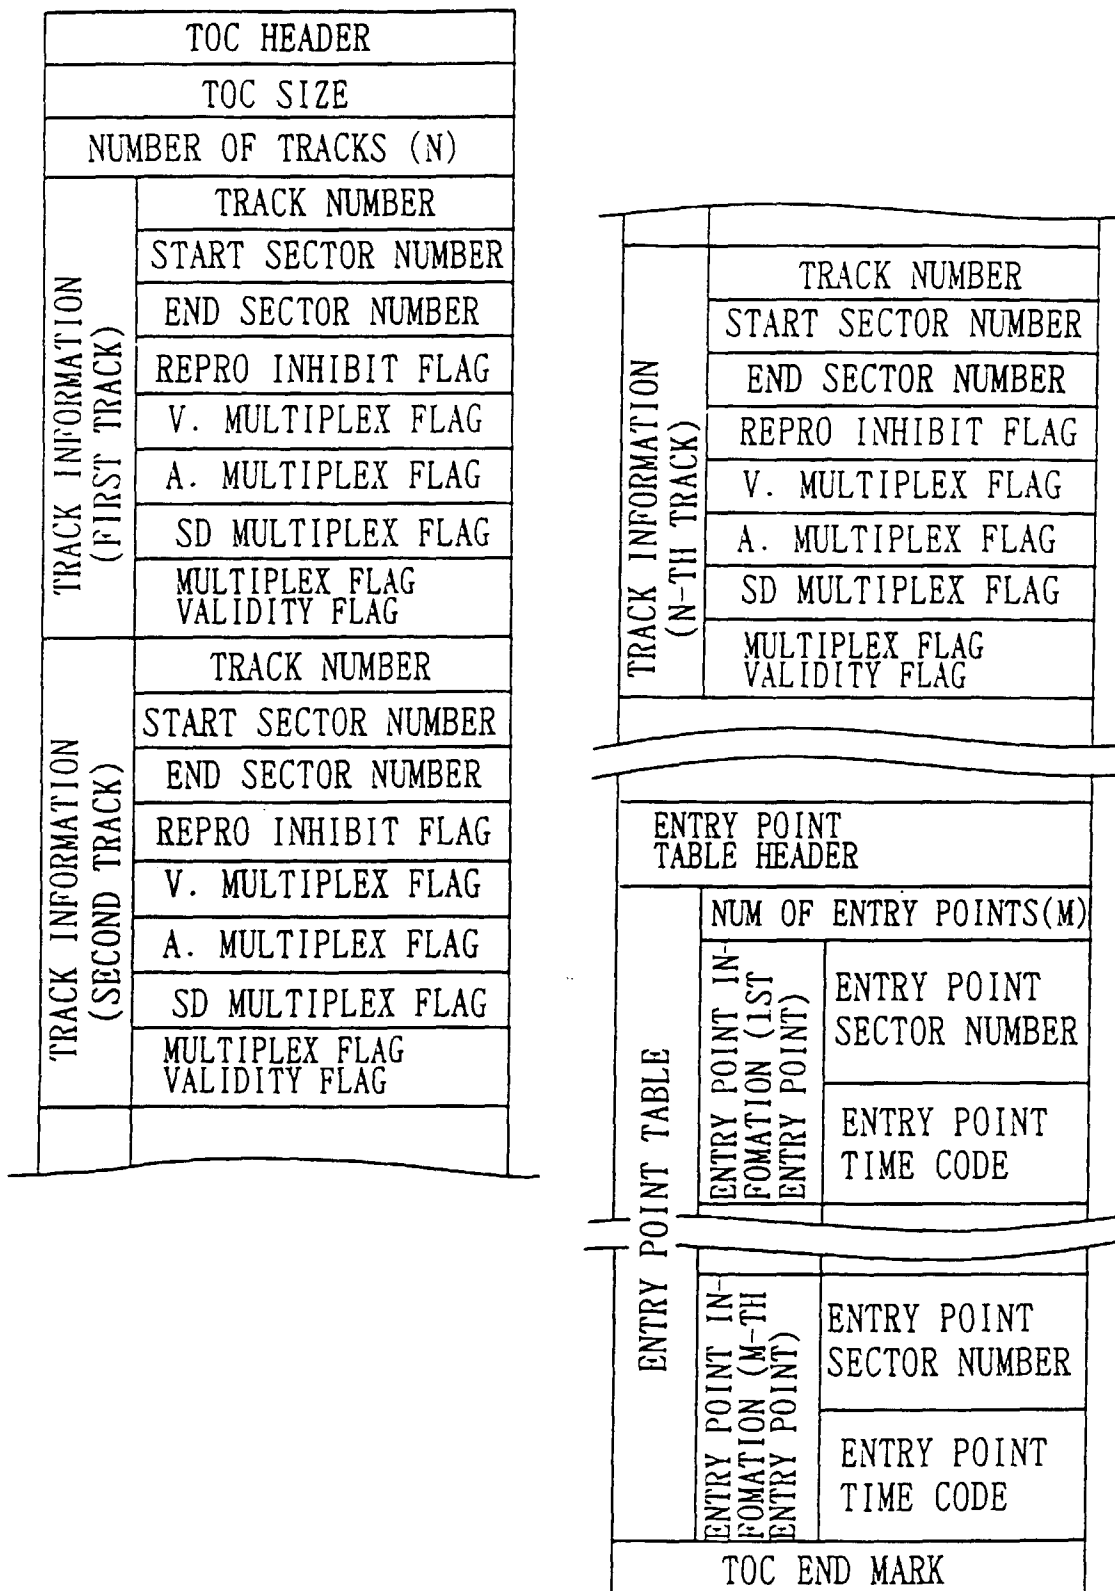 TOC HEADER
TOC SIZE
NUMBER OF TRACKS (N)
TRACK INFORMATION
(FIRST TRACK)
TRACK NUMBER
START SECTOR NUMBER
END SECTOR NUMBER
REPRO INHIBIT FLAG
V. MULTIPLEX FLAG
A. MULTIPLEX FLAG
SD MULTIPLEX FLAG
MULTIPLEX FLAG
VALIDITY FLAG
TRACK INFORMATION
(SECOND TRACK)
TRACK NUMBER
START SECTOR NUMBER
END SECTOR NUMBER
REPRO INHIBIT FLAG
V. MULTIPLEX FLAG
A. MULTIPLEX FLAG
SD MULTIPLEX FLAG
MULTIPLEX FLAG
VALIDITY FLAG
TRACK INFORMATION
(N-TH TRACK)
TRACK NUMBER
START SECTOR NUMBER
END SECTOR NUMBER
REPRO INHIBIT FLAG
V. MULTIPLEX FLAG
A. MULTIPLEX FLAG
SD MULTIPLEX FLAG
MULTIPLEX FLAG
VALIDITY FLAG
ENTRY POINT
TABLE HEADER
ENTRY POINT TABLE
NUM OF ENTRY POINTS(M)
ENTRY POINT IN-
FOMATION (1ST
ENTRY POINT)
ENTRY POINT
SECTOR NUMBER
ENTRY POINT
TIME CODE
ENTRY POINT IN-
FOMATION (M-TH
ENTRY POINT)
ENTRY POINT
SECTOR NUMBER
ENTRY POINT
TIME CODE
TOC END MARK